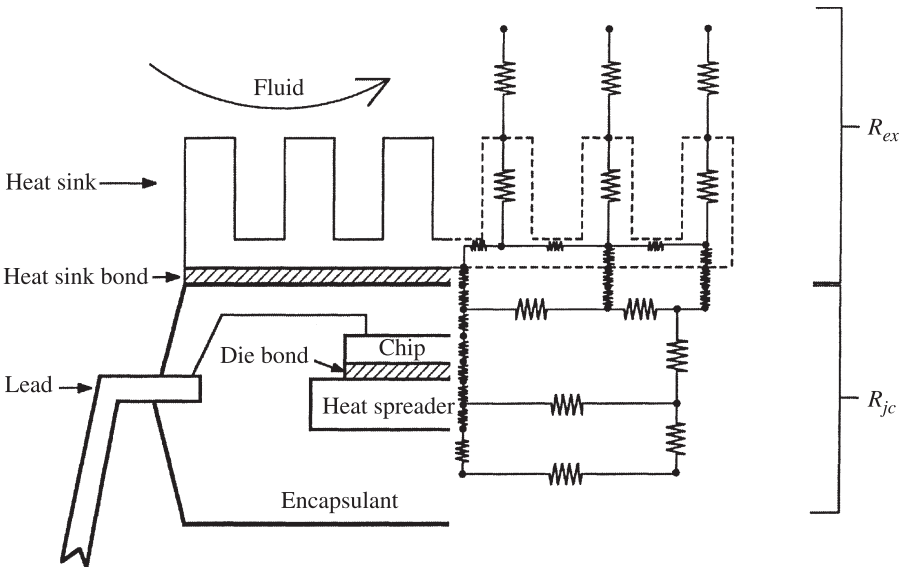 Fluid
Heat sink
R_ex
Heat sink bond
Chip
Die bond
Lead
Heat spreader
R_jc
Encapsulant